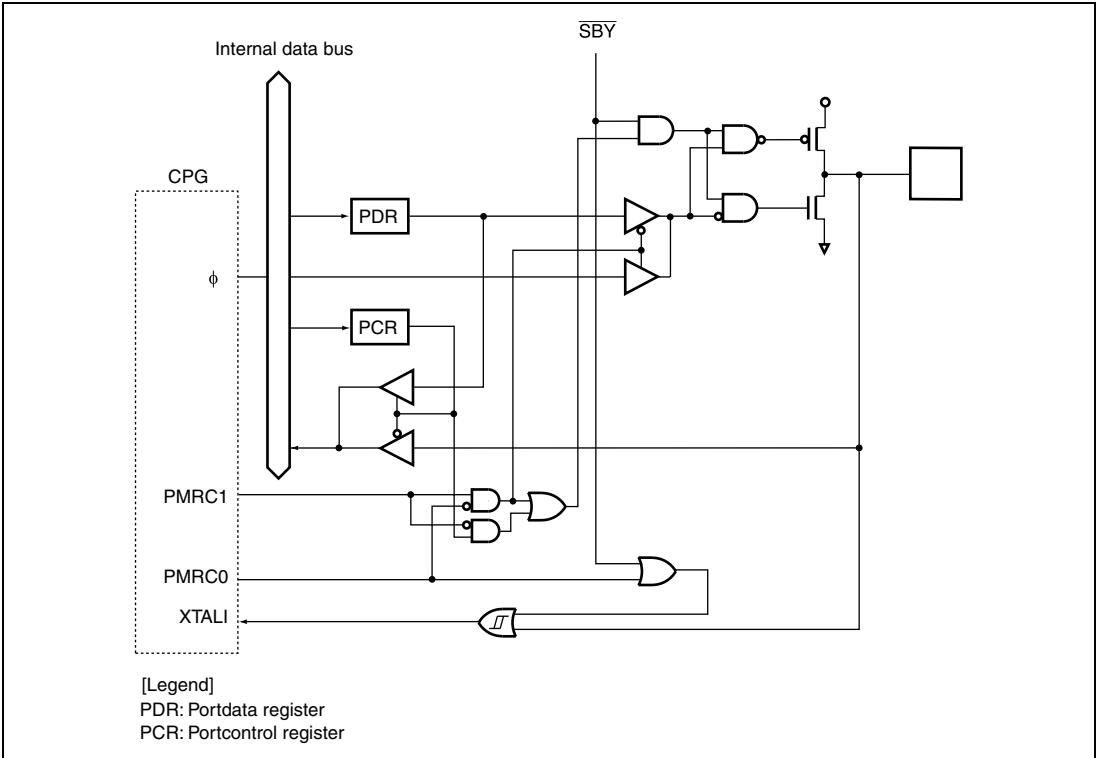 SBY
Internal data bus
CPG
PDR
ϕ
PCR
PMRC1
PMRC0
XTALI
[Legend]
PDR: Portdata register
PCR: Portcontrol register